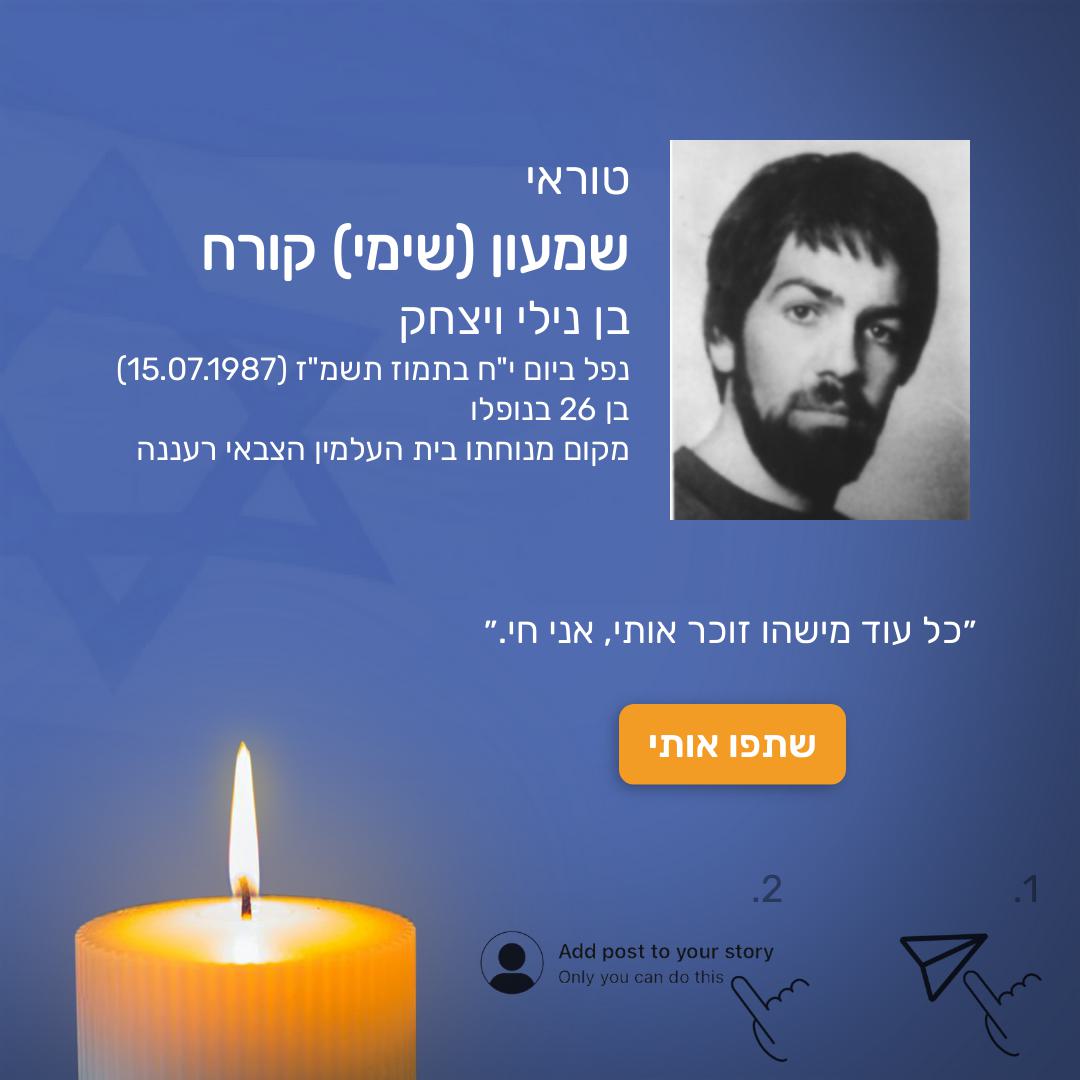 טוראי
שמעון (שימי) קורח
בן נילי ויצחק
נפל ביום י"ח בתמוז תשמ"ז (15.07.1987)
בן 26 בנופלו
מקום מנוחתו בית העלמין הצבאי רעננה
״כל עוד מישהו זוכר אותי, אני חי.״
שתפו אותי
.1
.2
Add post to your story
Only you can do this